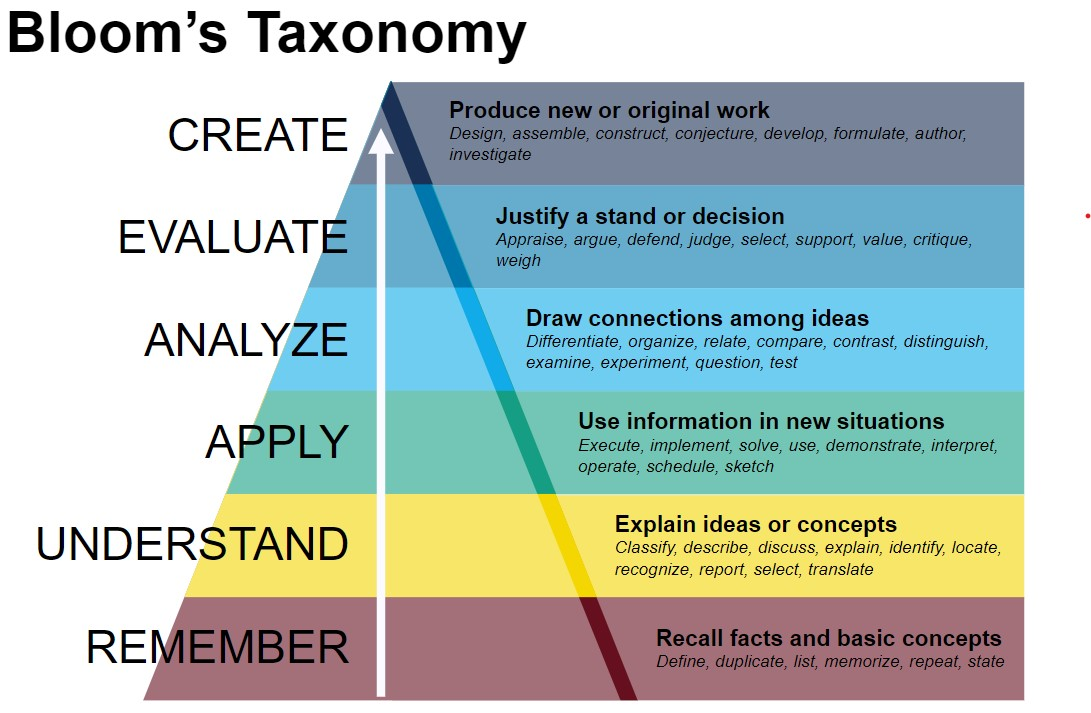 Bloom’s Taxonomy
CREATE
Produce new or original work
Design, assemble, construct, conjecture, develop, formulate, author,
investigate
EVALUATE
Justify a stand or decision
Appraise, argue, defend, judge, select, support, value, critique,
weigh
ANALYZE
Draw connections among ideas
Differentiate, organize, relate, compare, contrast, distinguish,
examine, experiment, question, test
APPLY
Use information in new situations
Execute, implement, solve, use, demonstrate, interpret,
operate, schedule, sketch
UNDERSTAND
Explain ideas or concepts
Classify, describe, discuss, explain, identify, locate,
recognize, report, select, translate
REMEMBER
Recall facts and basic concepts
Define, duplicate, list, memorize, repeat, state